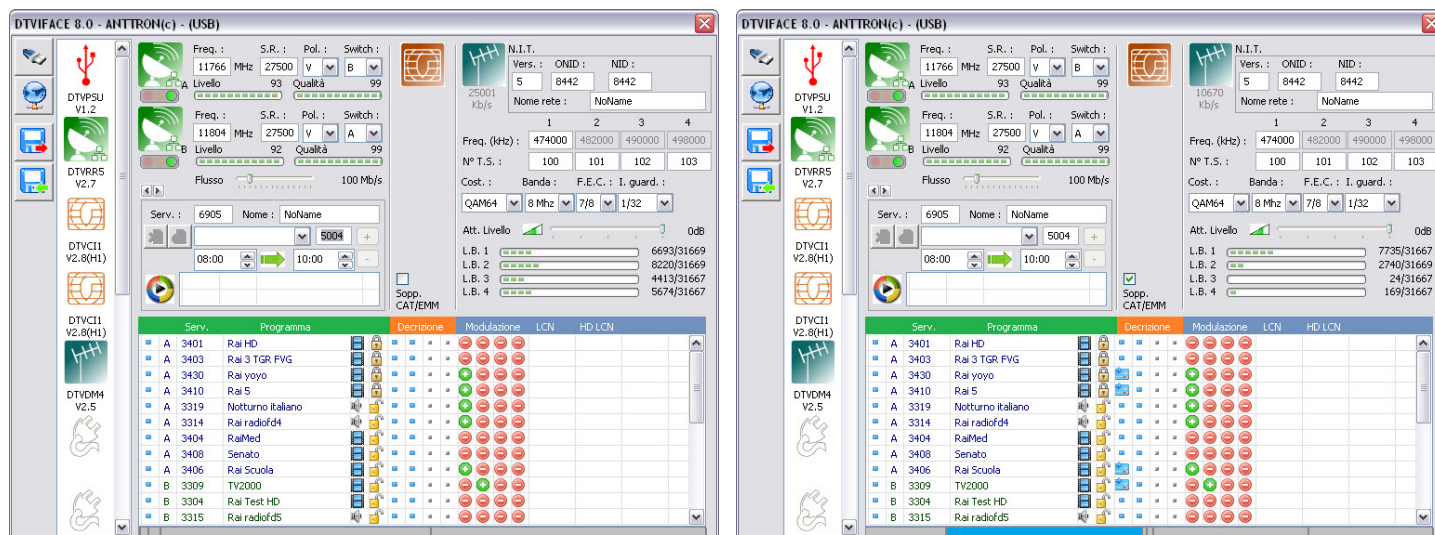 DTVIFACE 8.0 - ANTTRON(c) - (USB)
DTVPSU
V1.2
DTVRR5
V2.7
DTVCI1
V2.8(H1)
DTVCI1
V2.8(H1)
DTVDM4
V2.5
Freq. : S.R. : Pol. : Switch :
11766 MHz 27500 V B
A Livello 93 Qualità 99
Freq. : S.R. : Pol. : Switch :
11804 MHz 27500 V A
B Livello 92 Qualità 99
Flusso 100 Mb/s
Serv. : 6905 Nome : NoName
5004 +
08:00 10:00 -
Sopp.
CAT/EMM
25001
Kb/s
N.I.T.
Vers. : ONID : NID :
5 8442 8442
Nome rete : NoName
1 2 3 4
Freq. (kHz) : 474000 482000 490000 498000
N° T.S. : 100 101 102 103
Cost. : Banda : F.E.C. : I. guard. :
QAM64 8 Mhz 7/8 1/32
Att. Livello 0dB
L.B. 1 6693/31669
L.B. 2 8220/31669
L.B. 3 4413/31667
L.B. 4 5674/31667
Serv. Programma Decrizione Modulazione LCN HD LCN
A 3401 Rai HD
A 3403 Rai 3 TGR FVG
A 3430 Rai yoyo
A 3410 Rai 5
A 3319 Notturno italiano
A 3314 Rai radiofd4
A 3404 RaiMed
A 3408 Senato
A 3406 Rai Scuola
B 3309 TV2000
B 3304 Rai Test HD
B 3315 Rai radiofd5
DTVIFACE 8.0 - ANTTRON(c) - (USB)
DTVPSU
V1.2
DTVRR5
V2.7
DTVCI1
V2.8(H1)
DTVCI1
V2.8(H1)
DTVDM4
V2.5
Freq. : S.R. : Pol. : Switch :
11766 MHz 27500 V B
A Livello 93 Qualità 99
Freq. : S.R. : Pol. : Switch :
11804 MHz 27500 V A
B Livello 92 Qualità 99
Flusso 100 Mb/s
Serv. : 6905 Nome : NoName
5004 +
08:00 10:00 -
Sopp.
CAT/EMM
10670
Kb/s
N.I.T.
Vers. : ONID : NID :
5 8442 8442
Nome rete : NoName
1 2 3 4
Freq. (kHz) : 474000 482000 490000 498000
N° T.S. : 100 101 102 103
Cost. : Banda : F.E.C. : I. guard. :
QAM64 8 Mhz 7/8 1/32
Att. Livello 0dB
L.B. 1 7735/31669
L.B. 2 2740/31669
L.B. 3 24/31667
L.B. 4 169/31667
Serv. Programma Decrizione Modulazione LCN HD LCN
A 3401 Rai HD
A 3403 Rai 3 TGR FVG
A 3430 Rai yoyo
A 3410 Rai 5
A 3319 Notturno italiano
A 3314 Rai radiofd4
A 3404 RaiMed
A 3408 Senato
A 3406 Rai Scuola
B 3309 TV2000
B 3304 Rai Test HD
B 3315 Rai radiofd5